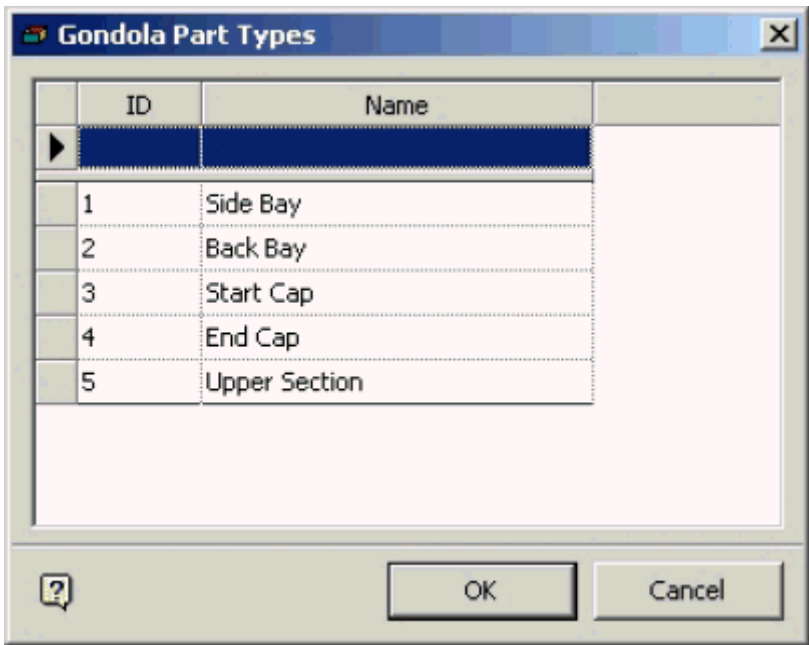 Gondola Part Types
ID Name
1 Side Bay
2 Back Bay
3 Start Cap
4 End Cap
5 Upper Section
OK Cancel